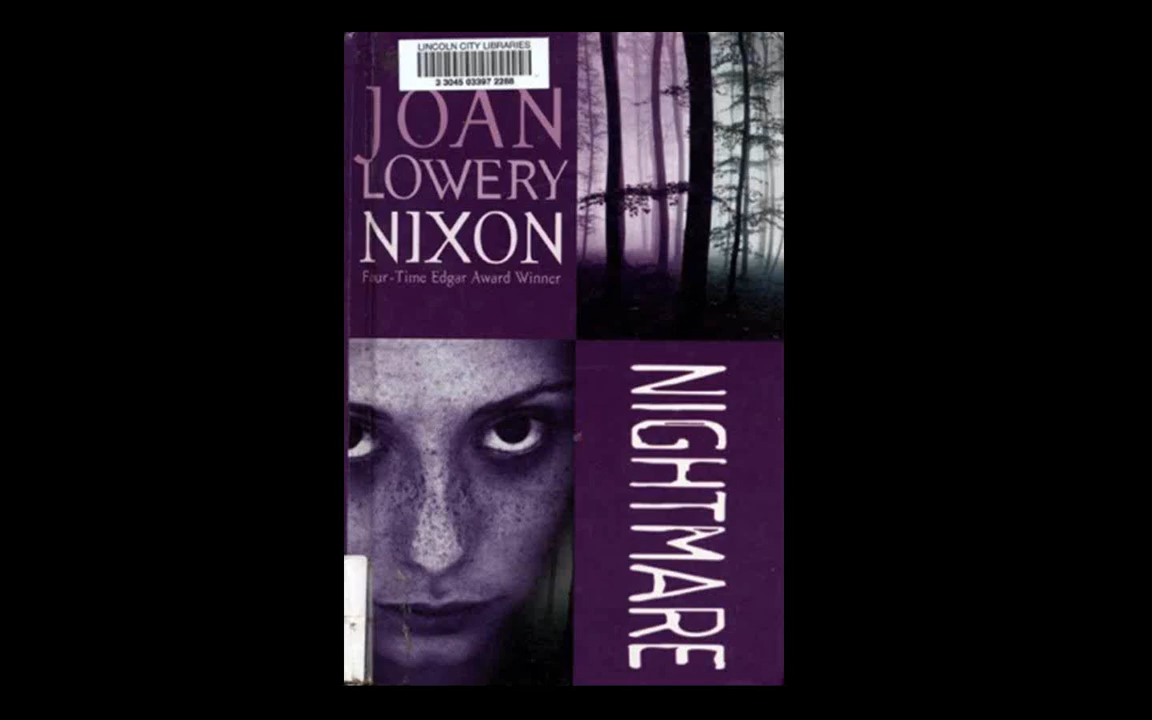 LINCOLN CITY LIBRARIES
3 3045 03397 2288
JOAN
LOWERY
NIXON
Four-Time Edgar Award Winner
NIGHTMARE